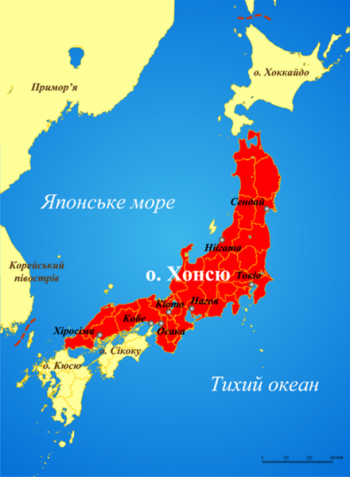 о. Хоккайдо
Примор’я
Японське море
Сендай
Ніїгата
Корейський
півострів
о. Хонсю
Токіо
Кіото
Нагоя
Кобе
Хіросіма
Осака
о. Сікоку
о. Кюсю
Тихий океан